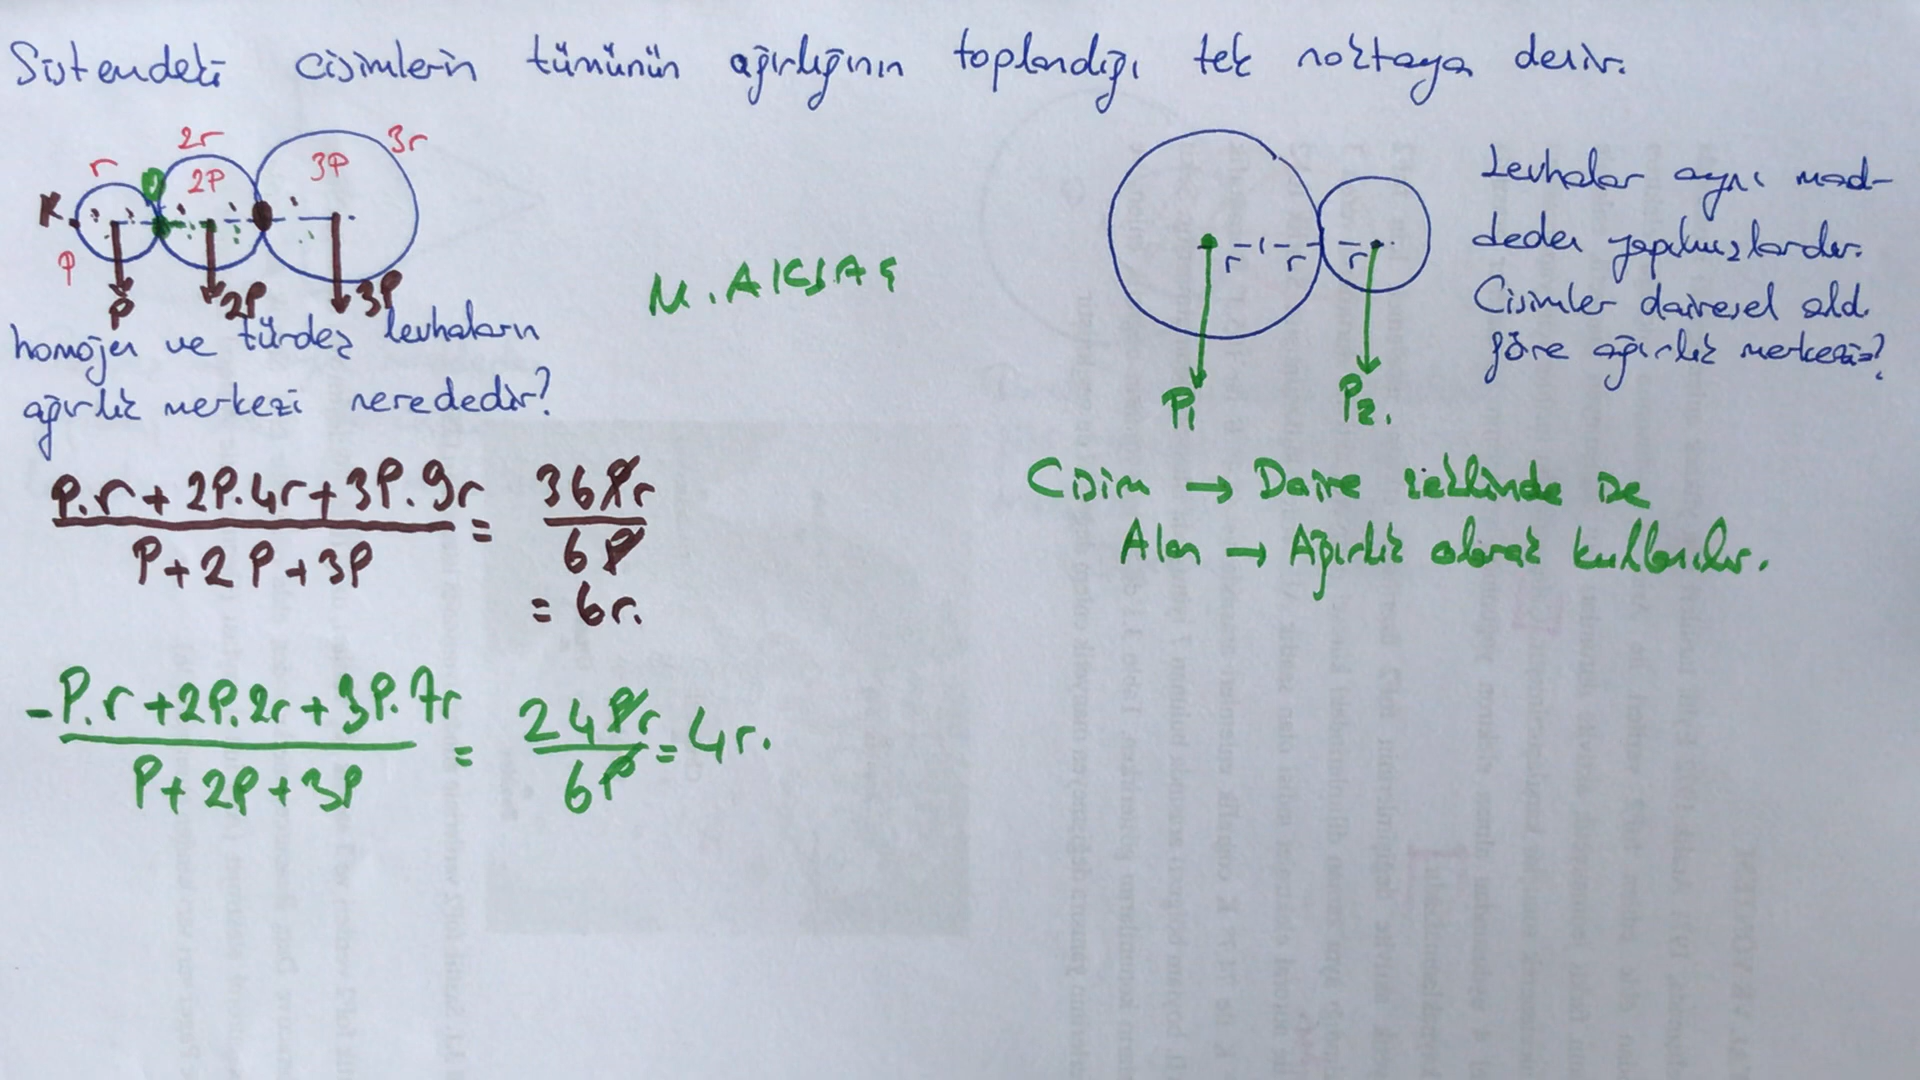 Sistemdeki cisimlerin tümünün ağırlığının toplandığı tek noktaya denir.
r 2r 3r
2P 3P
K. O
P
P 2P 3P
homojen ve türdeş levhaların
ağırlık merkezi nerededir?
P.r + 2P.4r + 3P.9r / P + 2P + 3P = 36Pr / 6P
= 6r.
-P.r + 2P.2r + 3P.7r / P + 2P + 3P = 24Pr / 6P = 4r.
M. AKSAÇ
r r r
P1 P2.
Levhalar aynı mad-
deden yapılmışlardır.
Cisimler dairesel old.
göre ağırlık merkezi=?
Cisim → Daire şeklinde ise
Alan → Ağırlık olarak kullanılır.